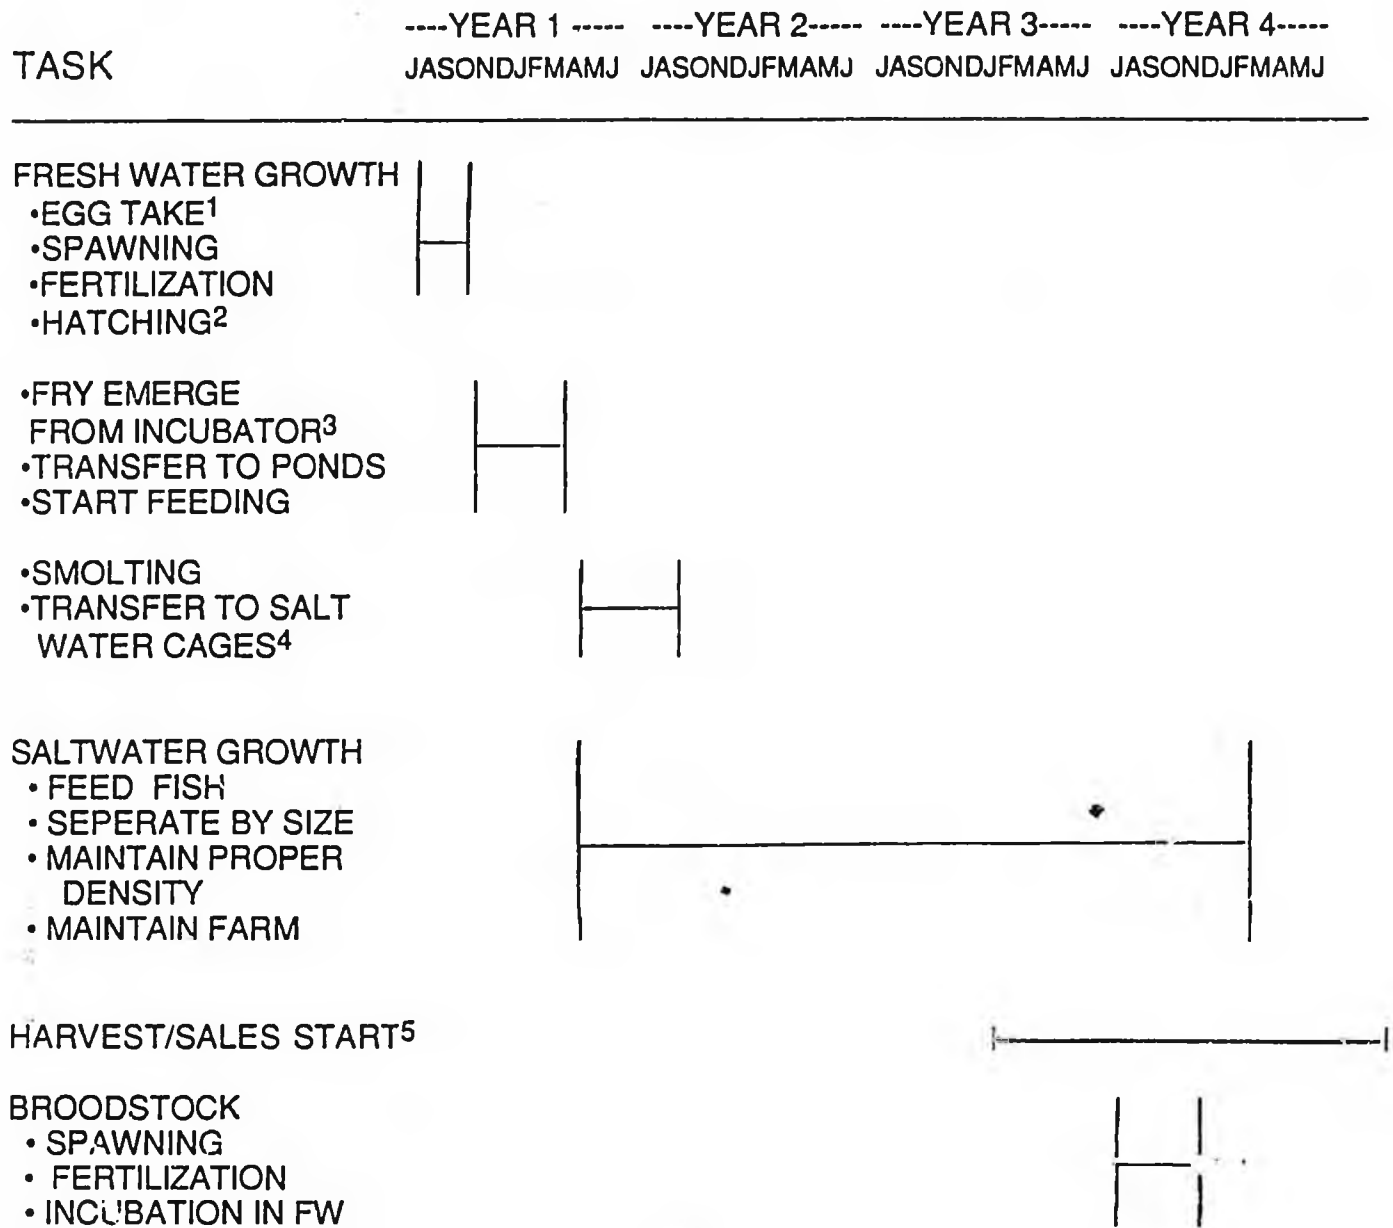 ----YEAR 1 ----- ----YEAR 2----- ----YEAR 3----- ----YEAR 4-----
TASK JASONDJFMAMJ JASONDJFMAMJ JASONDJFMAMJ JASONDJFMAMJ
FRESH WATER GROWTH
•EGG TAKE1
•SPAWNING
•FERTILIZATION
•HATCHING2
•FRY EMERGE
FROM INCUBATOR3
•TRANSFER TO PONDS
•START FEEDING
•SMOLTING
•TRANSFER TO SALT
WATER CAGES4
SALTWATER GROWTH
• FEED FISH
• SEPERATE BY SIZE
• MAINTAIN PROPER
DENSITY
• MAINTAIN FARM
HARVEST/SALES START5
BROODSTOCK
• SPAWNING
• FERTILIZATION
• INCUBATION IN FW